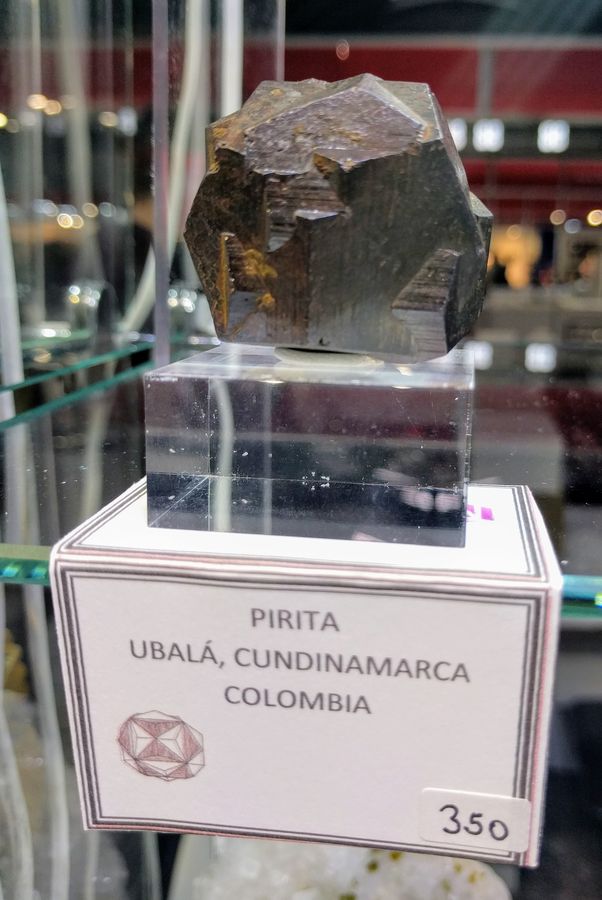 PIRITA
UBALÁ, CUNDINAMARCA
COLOMBIA
350